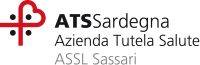 ATSSardegna
Azienda Tutela Salute
ASSL Sassari